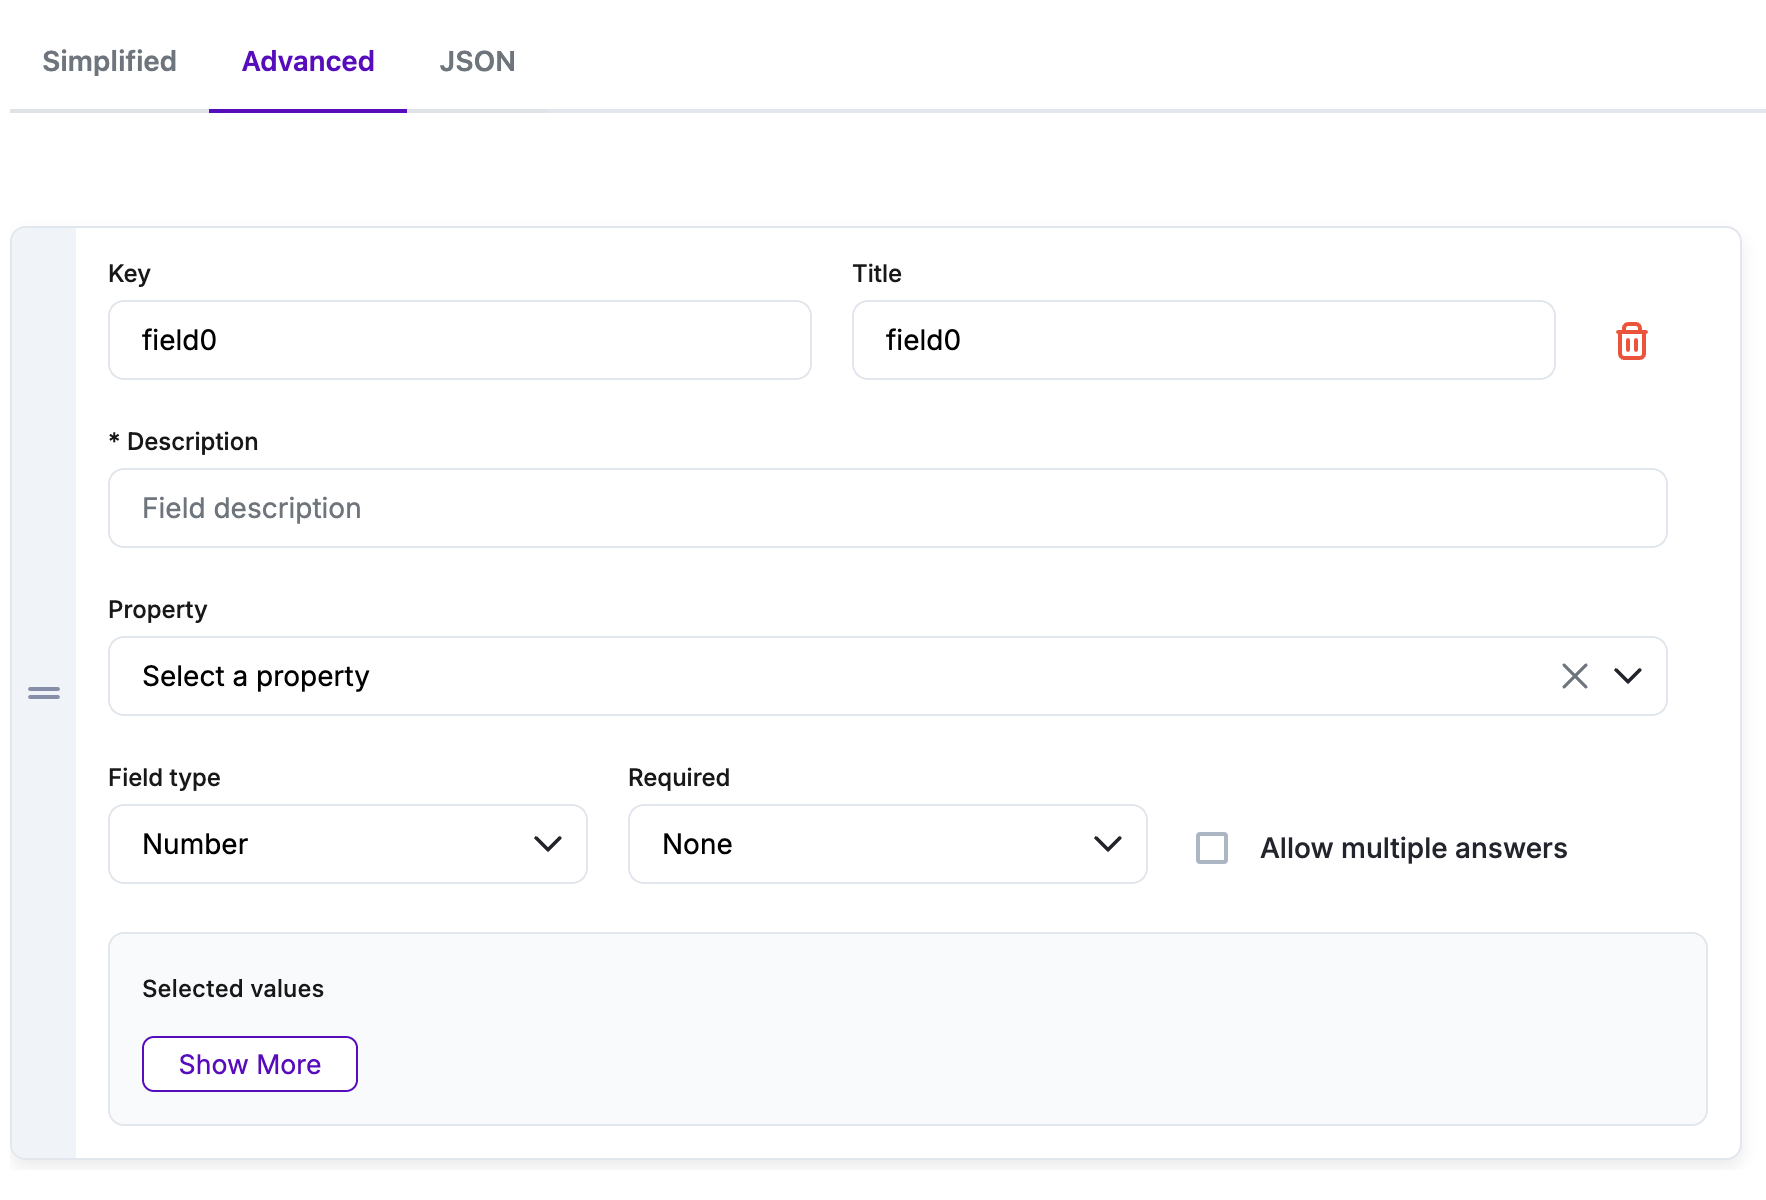 Simplified Advanced JSON
Key Title
field0 field0
* Description
Field description
Property
Select a property
Field type Required
Number None Allow multiple answers
Selected values
Show More